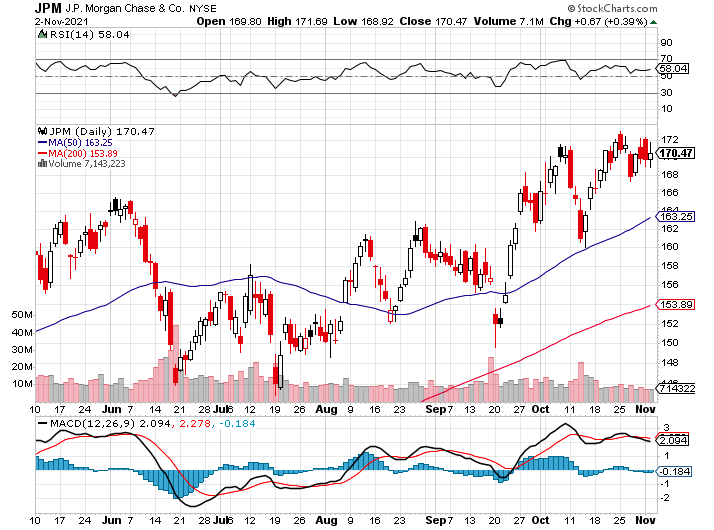 JPM J.P. Morgan Chase & Co. NYSE © StockCharts.com
2-Nov-2021 Open 169.80 High 171.69 Low 168.92 Close 170.47 Volume 7.1M Chg +0.67 (+0.39%)
RSI(14) 58.04
90
70
58.04
50
30
10
JPM (Daily) 170.47
MA(50) 163.25
MA(200) 153.89
Volume 7,143,223
172
170.47
168
166
164
163.25
162
160
158
156
153.89
152
150
148
146
50M
40M
30M
20M
10M
7143223
10 17 24 Jun 7 14 21 28 Jul 6 12 19 26 Aug 9 16 23 Sep 7 13 20 27 Oct 11 18 25 Nov
MACD(12,26,9) 2.094, 2.278, -0.184
3
2.094
1
-0.184
-1
-2
10 17 24 Jun 7 14 21 28 Jul 6 12 19 26 Aug 9 16 23 Sep 7 13 20 27 Oct 11 18 25 Nov